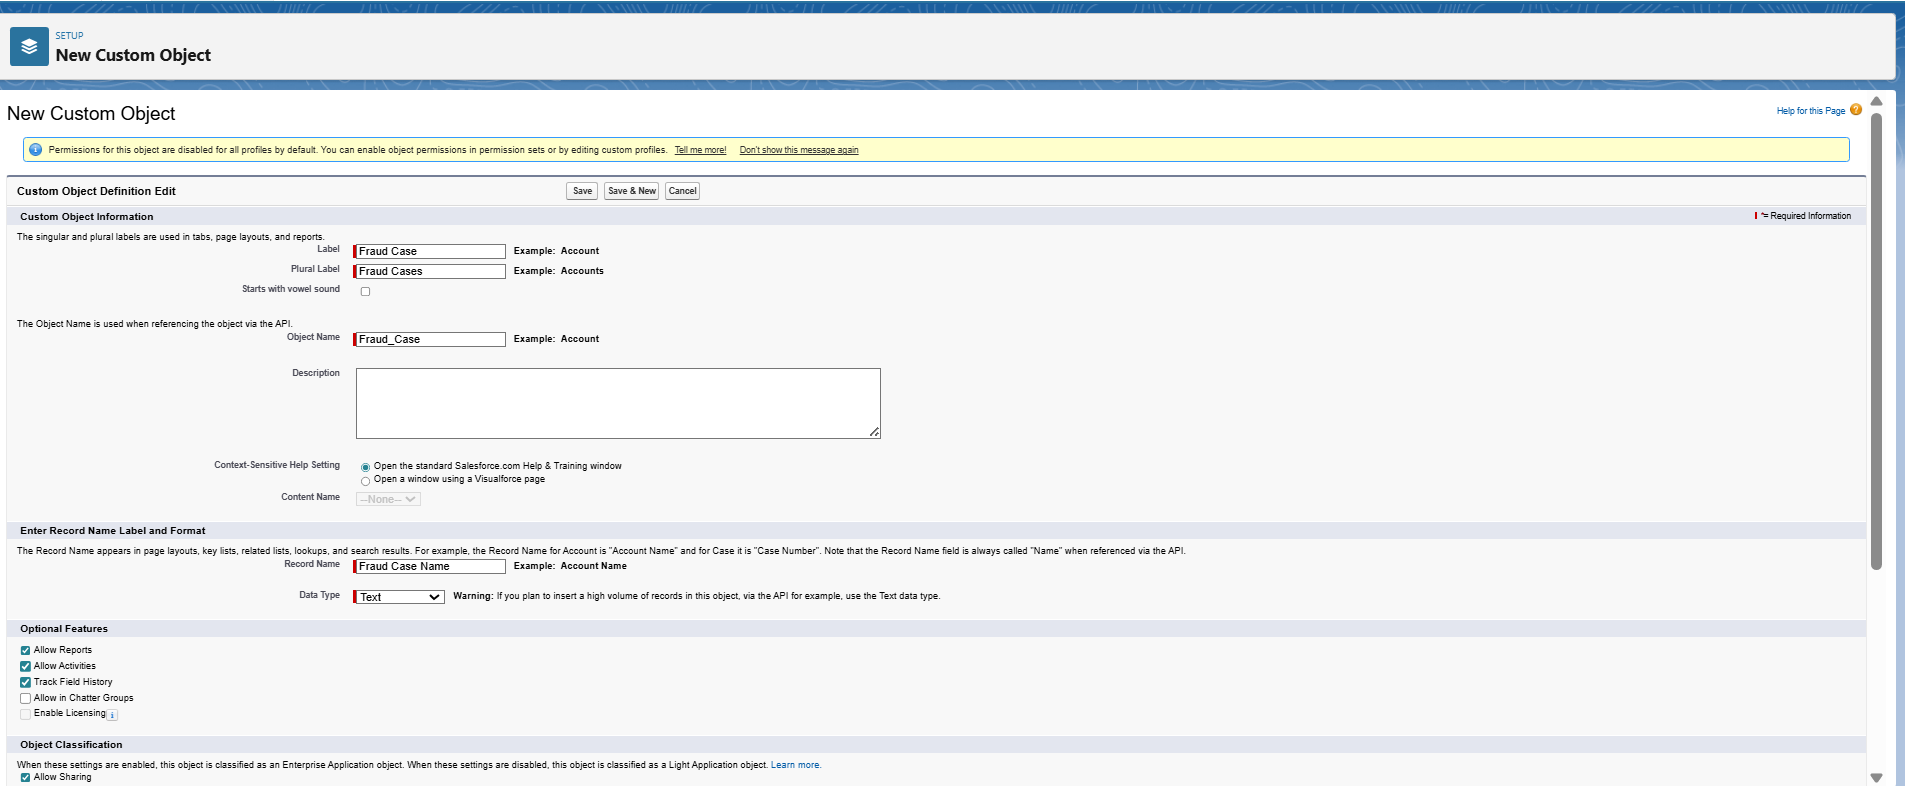 SETUP
New Custom Object
New Custom Object
Help for this Page ?
Permissions for this object are disabled for all profiles by default. You can enable object permissions in permission sets or by editing custom profiles. Tell me more! Don't show this message again
Custom Object Definition Edit Save Save & New Cancel
Custom Object Information = Required Information
The singular and plural labels are used in tabs, page layouts, and reports.
Label Fraud Case Example: Account
Plural Label Fraud Cases Example: Accounts
Starts with vowel sound
The Object Name is used when referencing the object via the API.
Object Name Fraud_Case Example: Account
Description
Context-Sensitive Help Setting Open the standard Salesforce.com Help & Training window
Open a window using a Visualforce page
Content Name --None--
Enter Record Name Label and Format
The Record Name appears in page layouts, key lists, related lists, lookups, and search results. For example, the Record Name for Account is "Account Name" and for Case it is "Case Number". Note that the Record Name field is always called "Name" when referenced via the API.
Record Name Fraud Case Name Example: Account Name
Data Type Text Warning: If you plan to insert a high volume of records in this object, via the API for example, use the Text data type.
Optional Features
Allow Reports
Allow Activities
Track Field History
Allow in Chatter Groups
Enable Licensing i
Object Classification
When these settings are enabled, this object is classified as an Enterprise Application object. When these settings are disabled, this object is classified as a Light Application object. Learn more.
Allow Sharing